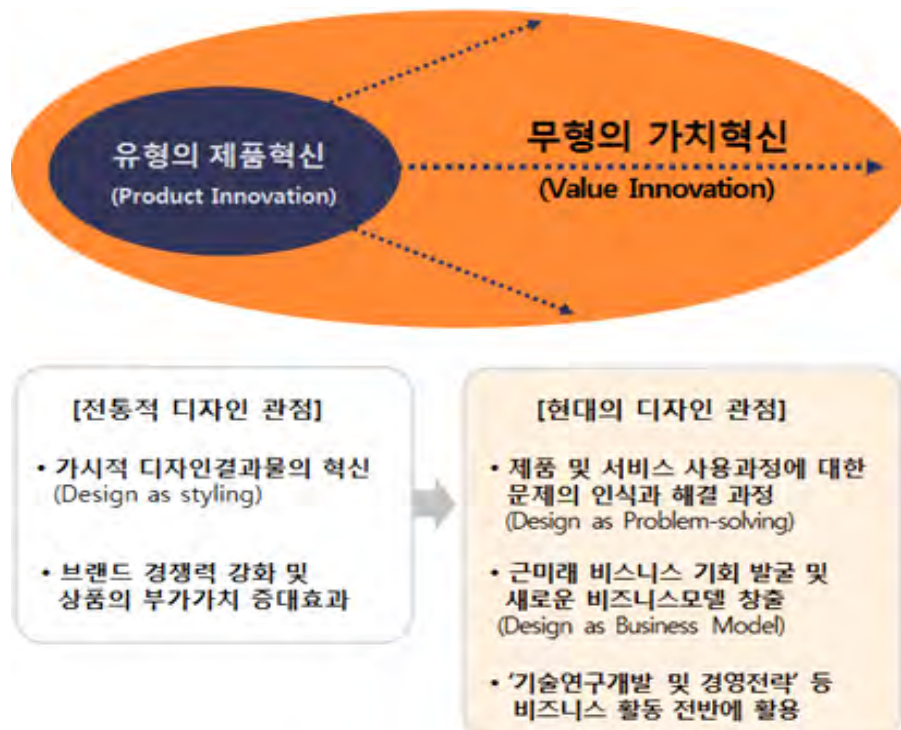 유형의 제품혁신
(Product Innovation)
무형의 가치혁신
(Value Innovation)
[전통적 디자인 관점]
• 가시적 디자인결과물의 혁신
(Design as styling)
• 브랜드 경쟁력 강화 및
상품의 부가가치 증대효과
[현대의 디자인 관점]
• 제품 및 서비스 사용과정에 대한
문제의 인식과 해결 과정
(Design as Problem-solving)
• 근미래 비스니스 기회 발굴 및
새로운 비즈니스모델 창출
(Design as Business Model)
• '기술연구개발 및 경영전략' 등
비즈니스 활동 전반에 활용